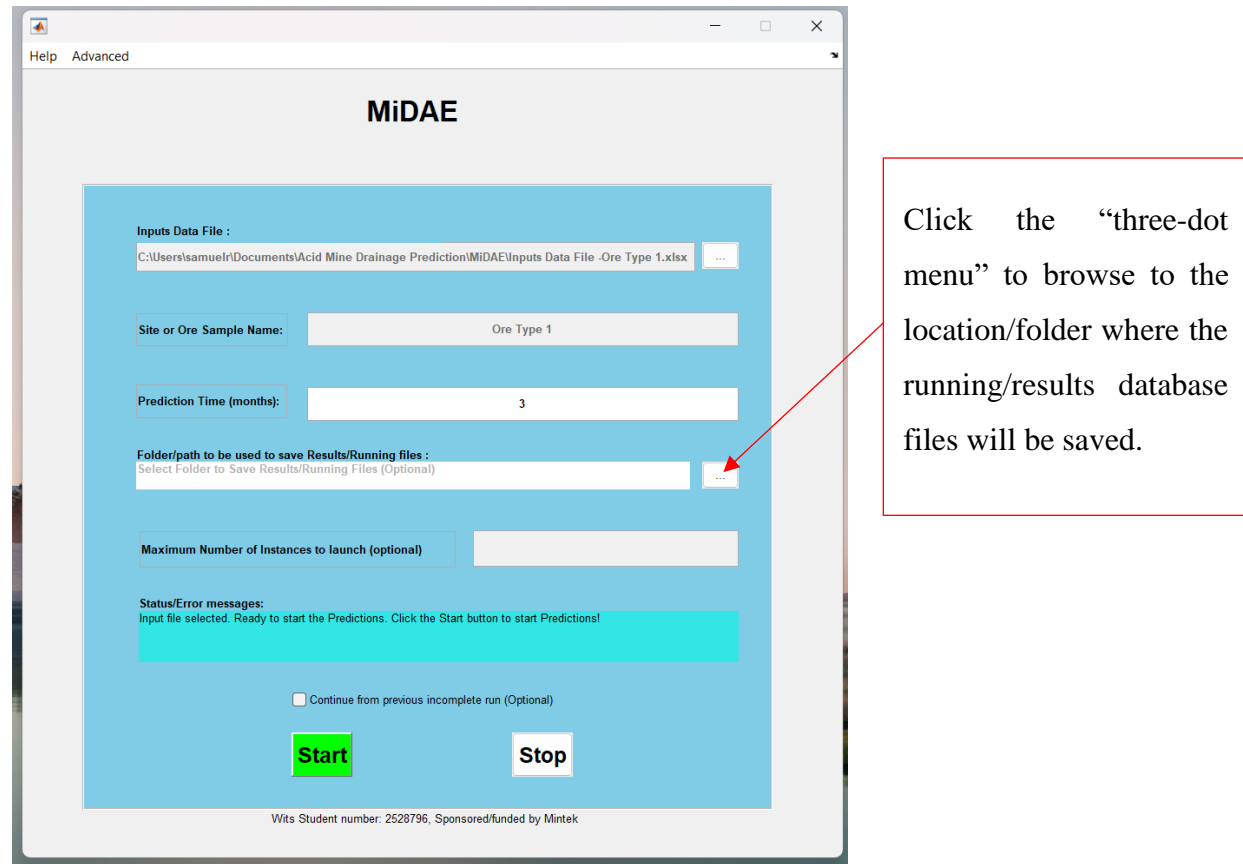 Help Advanced
MiDAE
Inputs Data File :
C:\Users\samuelr\Documents\Acid Mine Drainage Prediction\MiDAE\Inputs Data File -Ore Type 1.xlsx ...
Site or Ore Sample Name: Ore Type 1
Prediction Time (months): 3
Folder/path to be used to save Results/Running files :
Select Folder to Save Results/Running Files (Optional) ...
Maximum Number of Instances to launch (optional)
Status/Error messages:
Input file selected. Ready to start the Predictions. Click the Start button to start Predictions!
Continue from previous incomplete run (Optional)
Start Stop
Wits Student number: 2528796, Sponsored/funded by Mintek
Click the “three-dot
menu” to browse to the
location/folder where the
running/results database
files will be saved.